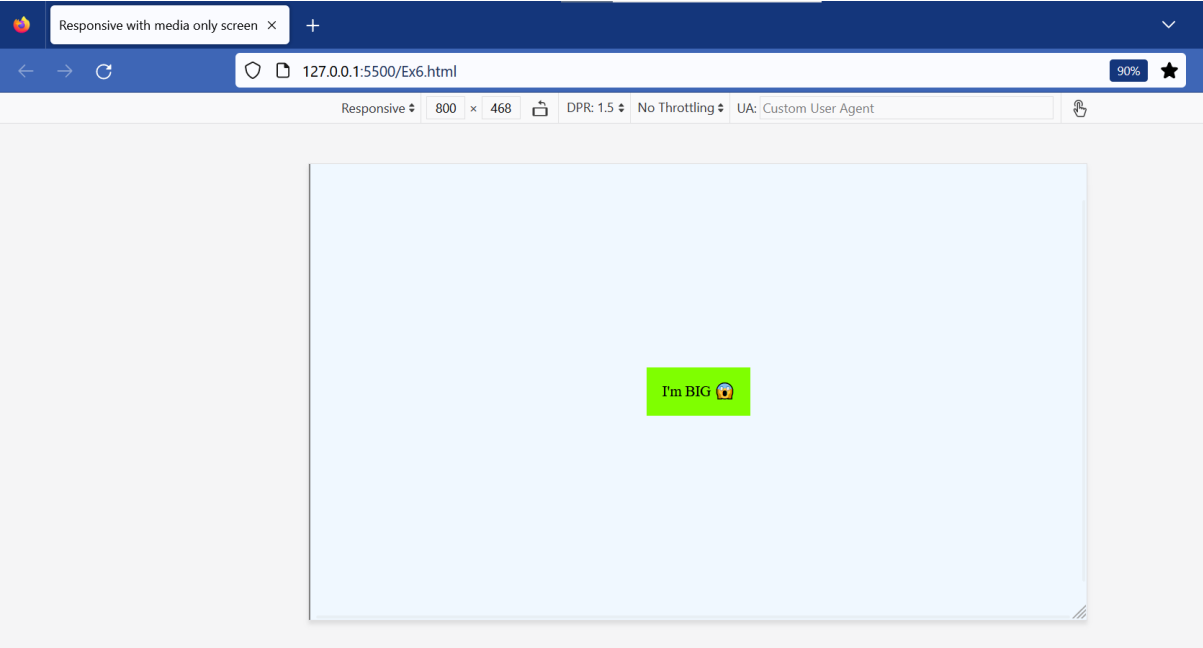 Responsive with media only screen
127.0.0.1:5500/Ex6.html 90%
Responsive 800 × 468 DPR: 1.5 No Throttling UA: Custom User Agent
I'm BIG 😱